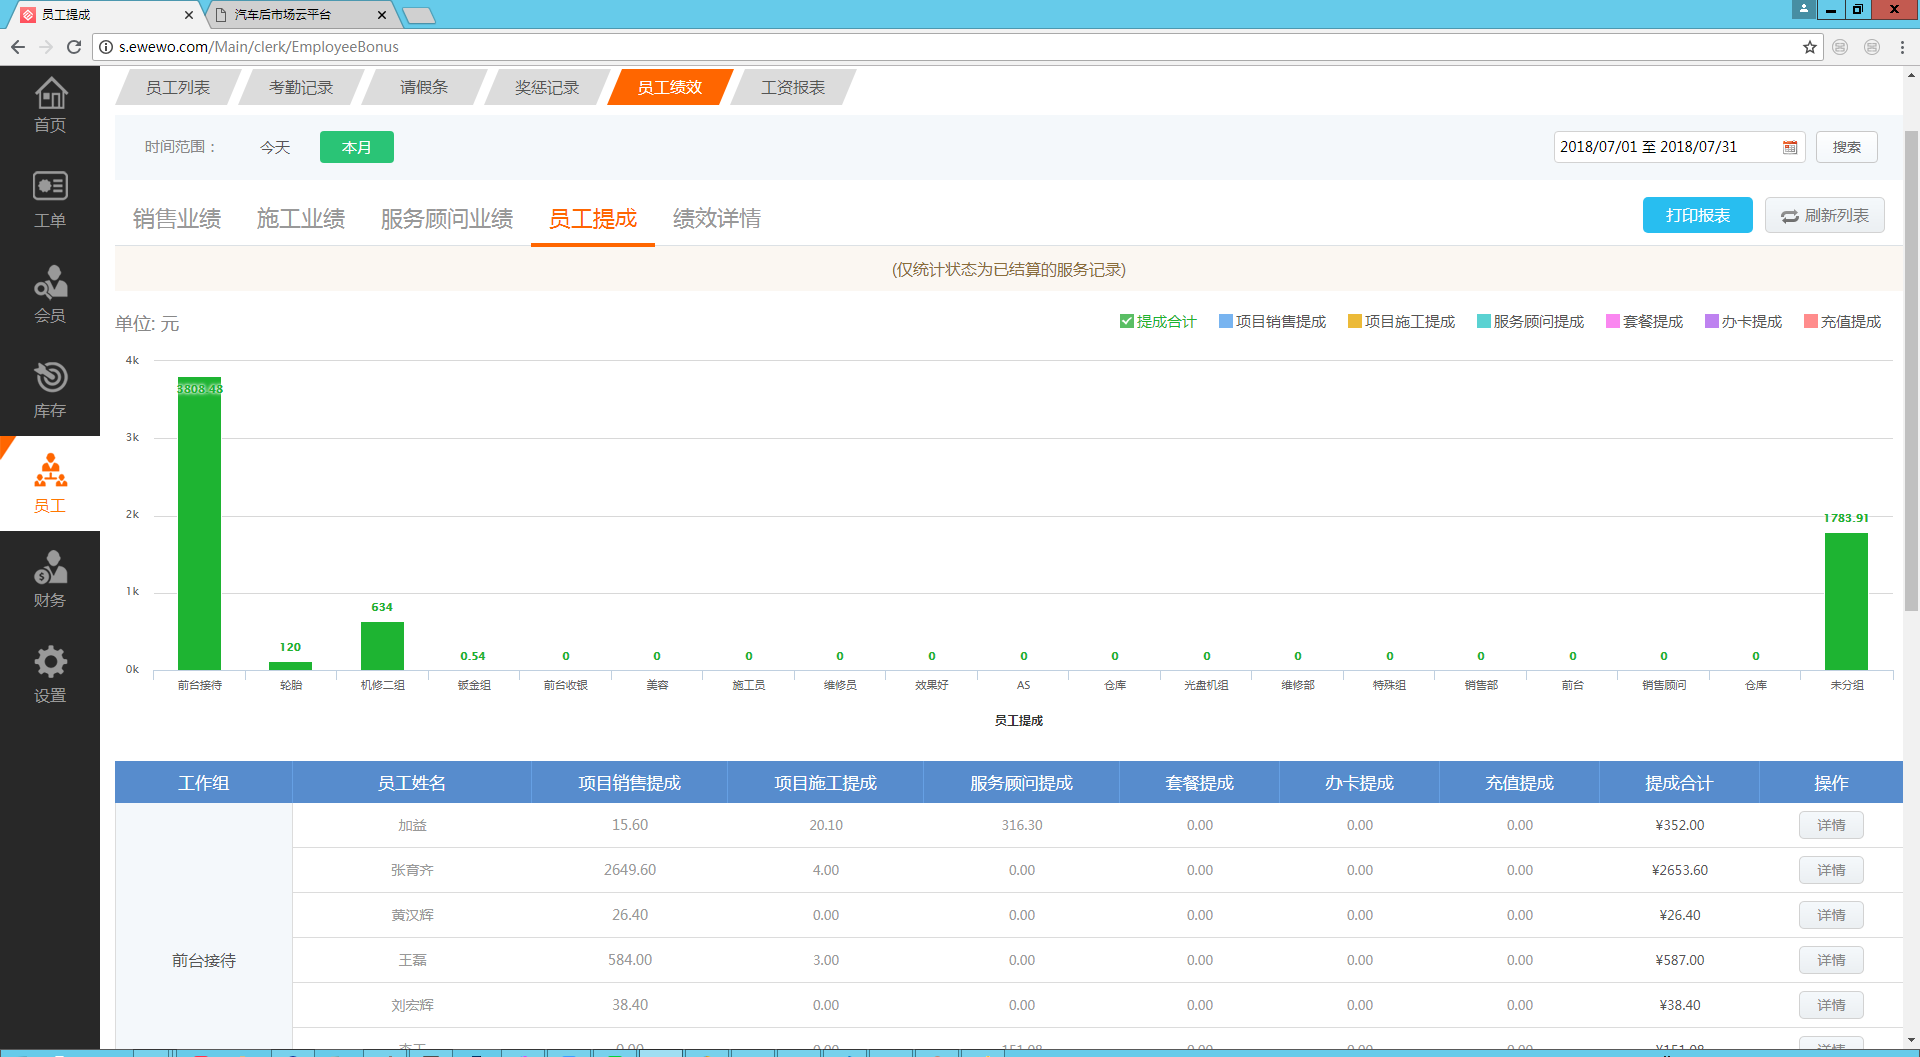 员工提成
汽车后市场云平台
s.ewewo.com/Main/clerk/EmployeeBonus
首页
工单
会员
库存
员工
财务
设置
员工列表 考勤记录 请假条 奖惩记录 员工绩效 工资报表
时间范围： 今天 本月 2018/07/01 至 2018/07/31 搜索
销售业绩 施工业绩 服务顾问业绩 员工提成 绩效详情 打印报表 刷新列表
(仅统计状态为已结算的服务记录)
单位: 元 提成合计 项目销售提成 项目施工提成 服务顾问提成 套餐提成 办卡提成 充值提成
4k
3k
2k
1k
0k
3808.48 120 634 0.54 0 0 0 0 0 0 0 0 0 0 0 0 0 0 1783.91
前台接待 轮胎 机修二组 钣金组 前台收银 美容 施工员 维修员 效果好 AS 仓库 光盘机组 维修部 特殊组 销售部 前台 销售顾问 仓库 未分组
员工提成
工作组 员工姓名 项目销售提成 项目施工提成 服务顾问提成 套餐提成 办卡提成 充值提成 提成合计 操作
前台接待
加益 15.60 20.10 316.30 0.00 0.00 0.00 ¥352.00 详情
张育齐 2649.60 4.00 0.00 0.00 0.00 0.00 ¥2653.60 详情
黄汉辉 26.40 0.00 0.00 0.00 0.00 0.00 ¥26.40 详情
王磊 584.00 3.00 0.00 0.00 0.00 0.00 ¥587.00 详情
刘宏辉 38.40 0.00 0.00 0.00 0.00 0.00 ¥38.40 详情
0.00 0.00 151.08 0.00 0.00 0.00 ¥151.08 详情